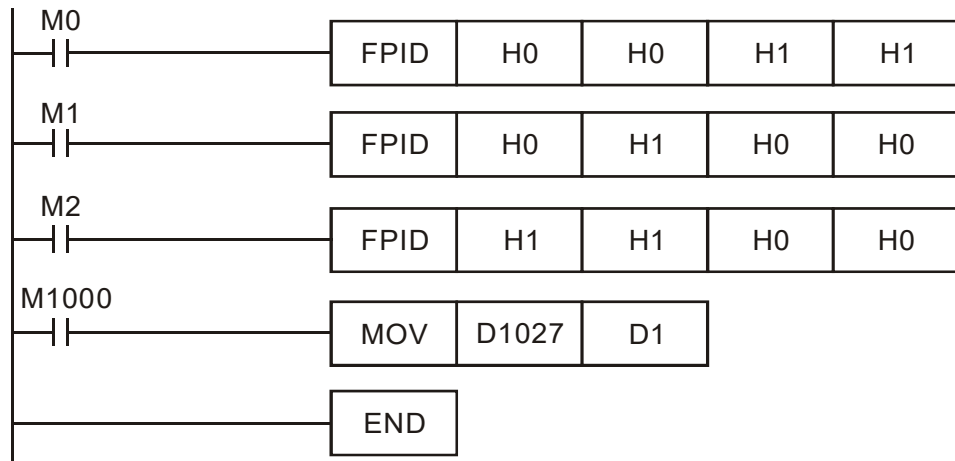 M0
FPID H0 H0 H1 H1
M1
FPID H0 H1 H0 H0
M2
FPID H1 H1 H0 H0
M1000
MOV D1027 D1
END